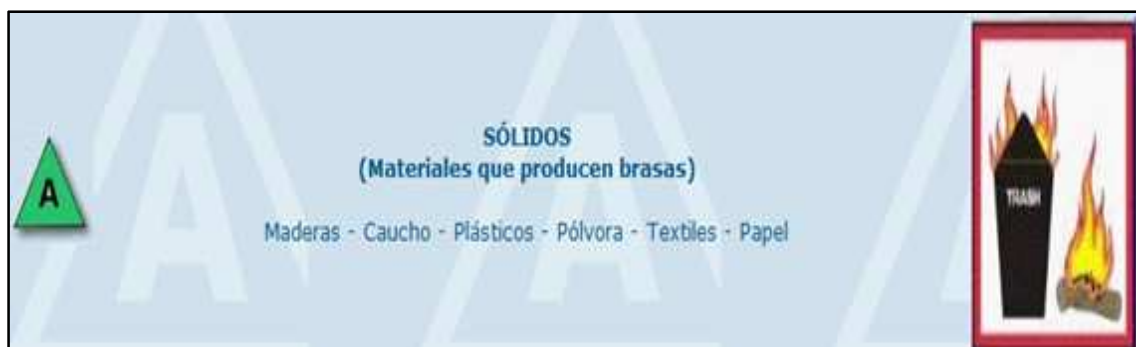 A
SÓLIDOS
(Materiales que producen brasas)
Maderas - Caucho - Plásticos - Pólvora - Textiles - Papel
TRASH